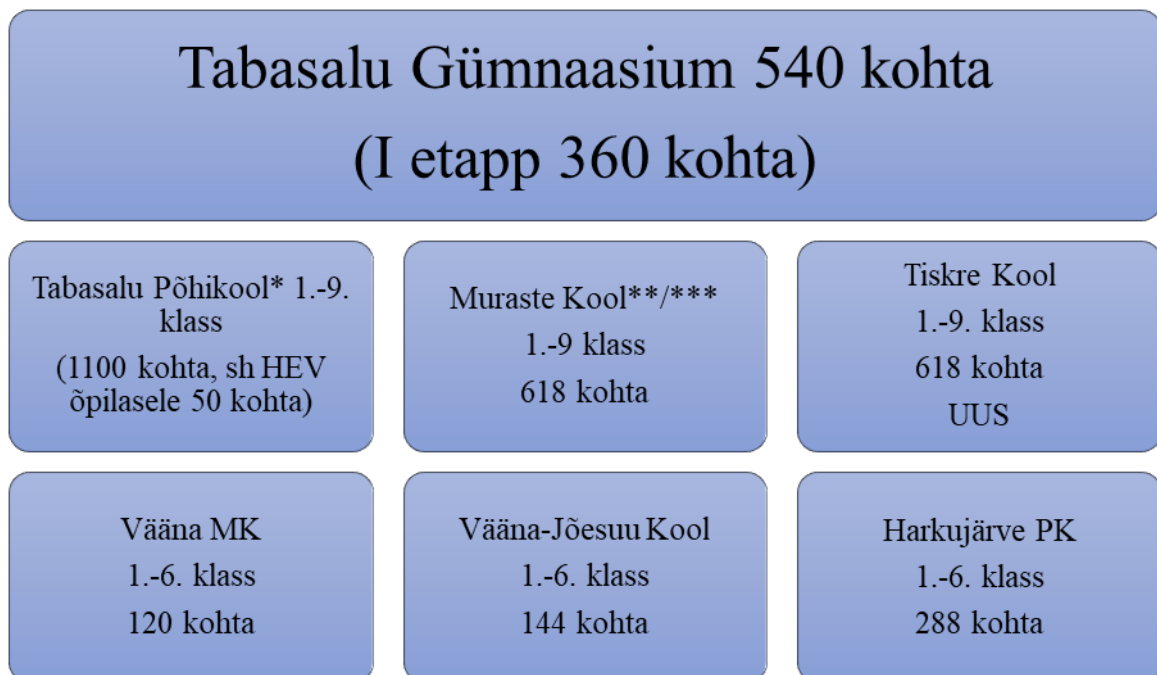 Tabasalu Gümnaasium 540 kohta
(I etapp 360 kohta)
Tabasalu Põhikool* 1.-9.
klass
(1100 kohta, sh HEV
õpilasele 50 kohta)
Muraste Kool**/***
1.-9 klass
618 kohta
Tiskre Kool
1.-9. klass
618 kohta
UUS
Vääna MK
1.-6. klass
120 kohta
Vääna-Jõesuu Kool
1.-6. klass
144 kohta
Harkujärve PK
1.-6. klass
288 kohta